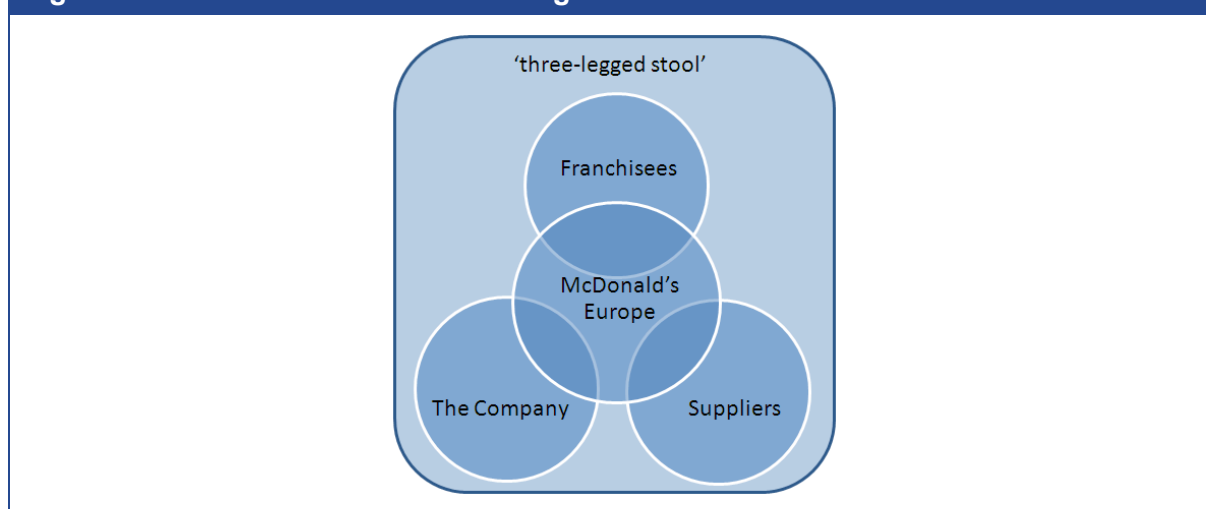 ‘three-legged stool’
Franchisees
McDonald’s
Europe
The Company
Suppliers